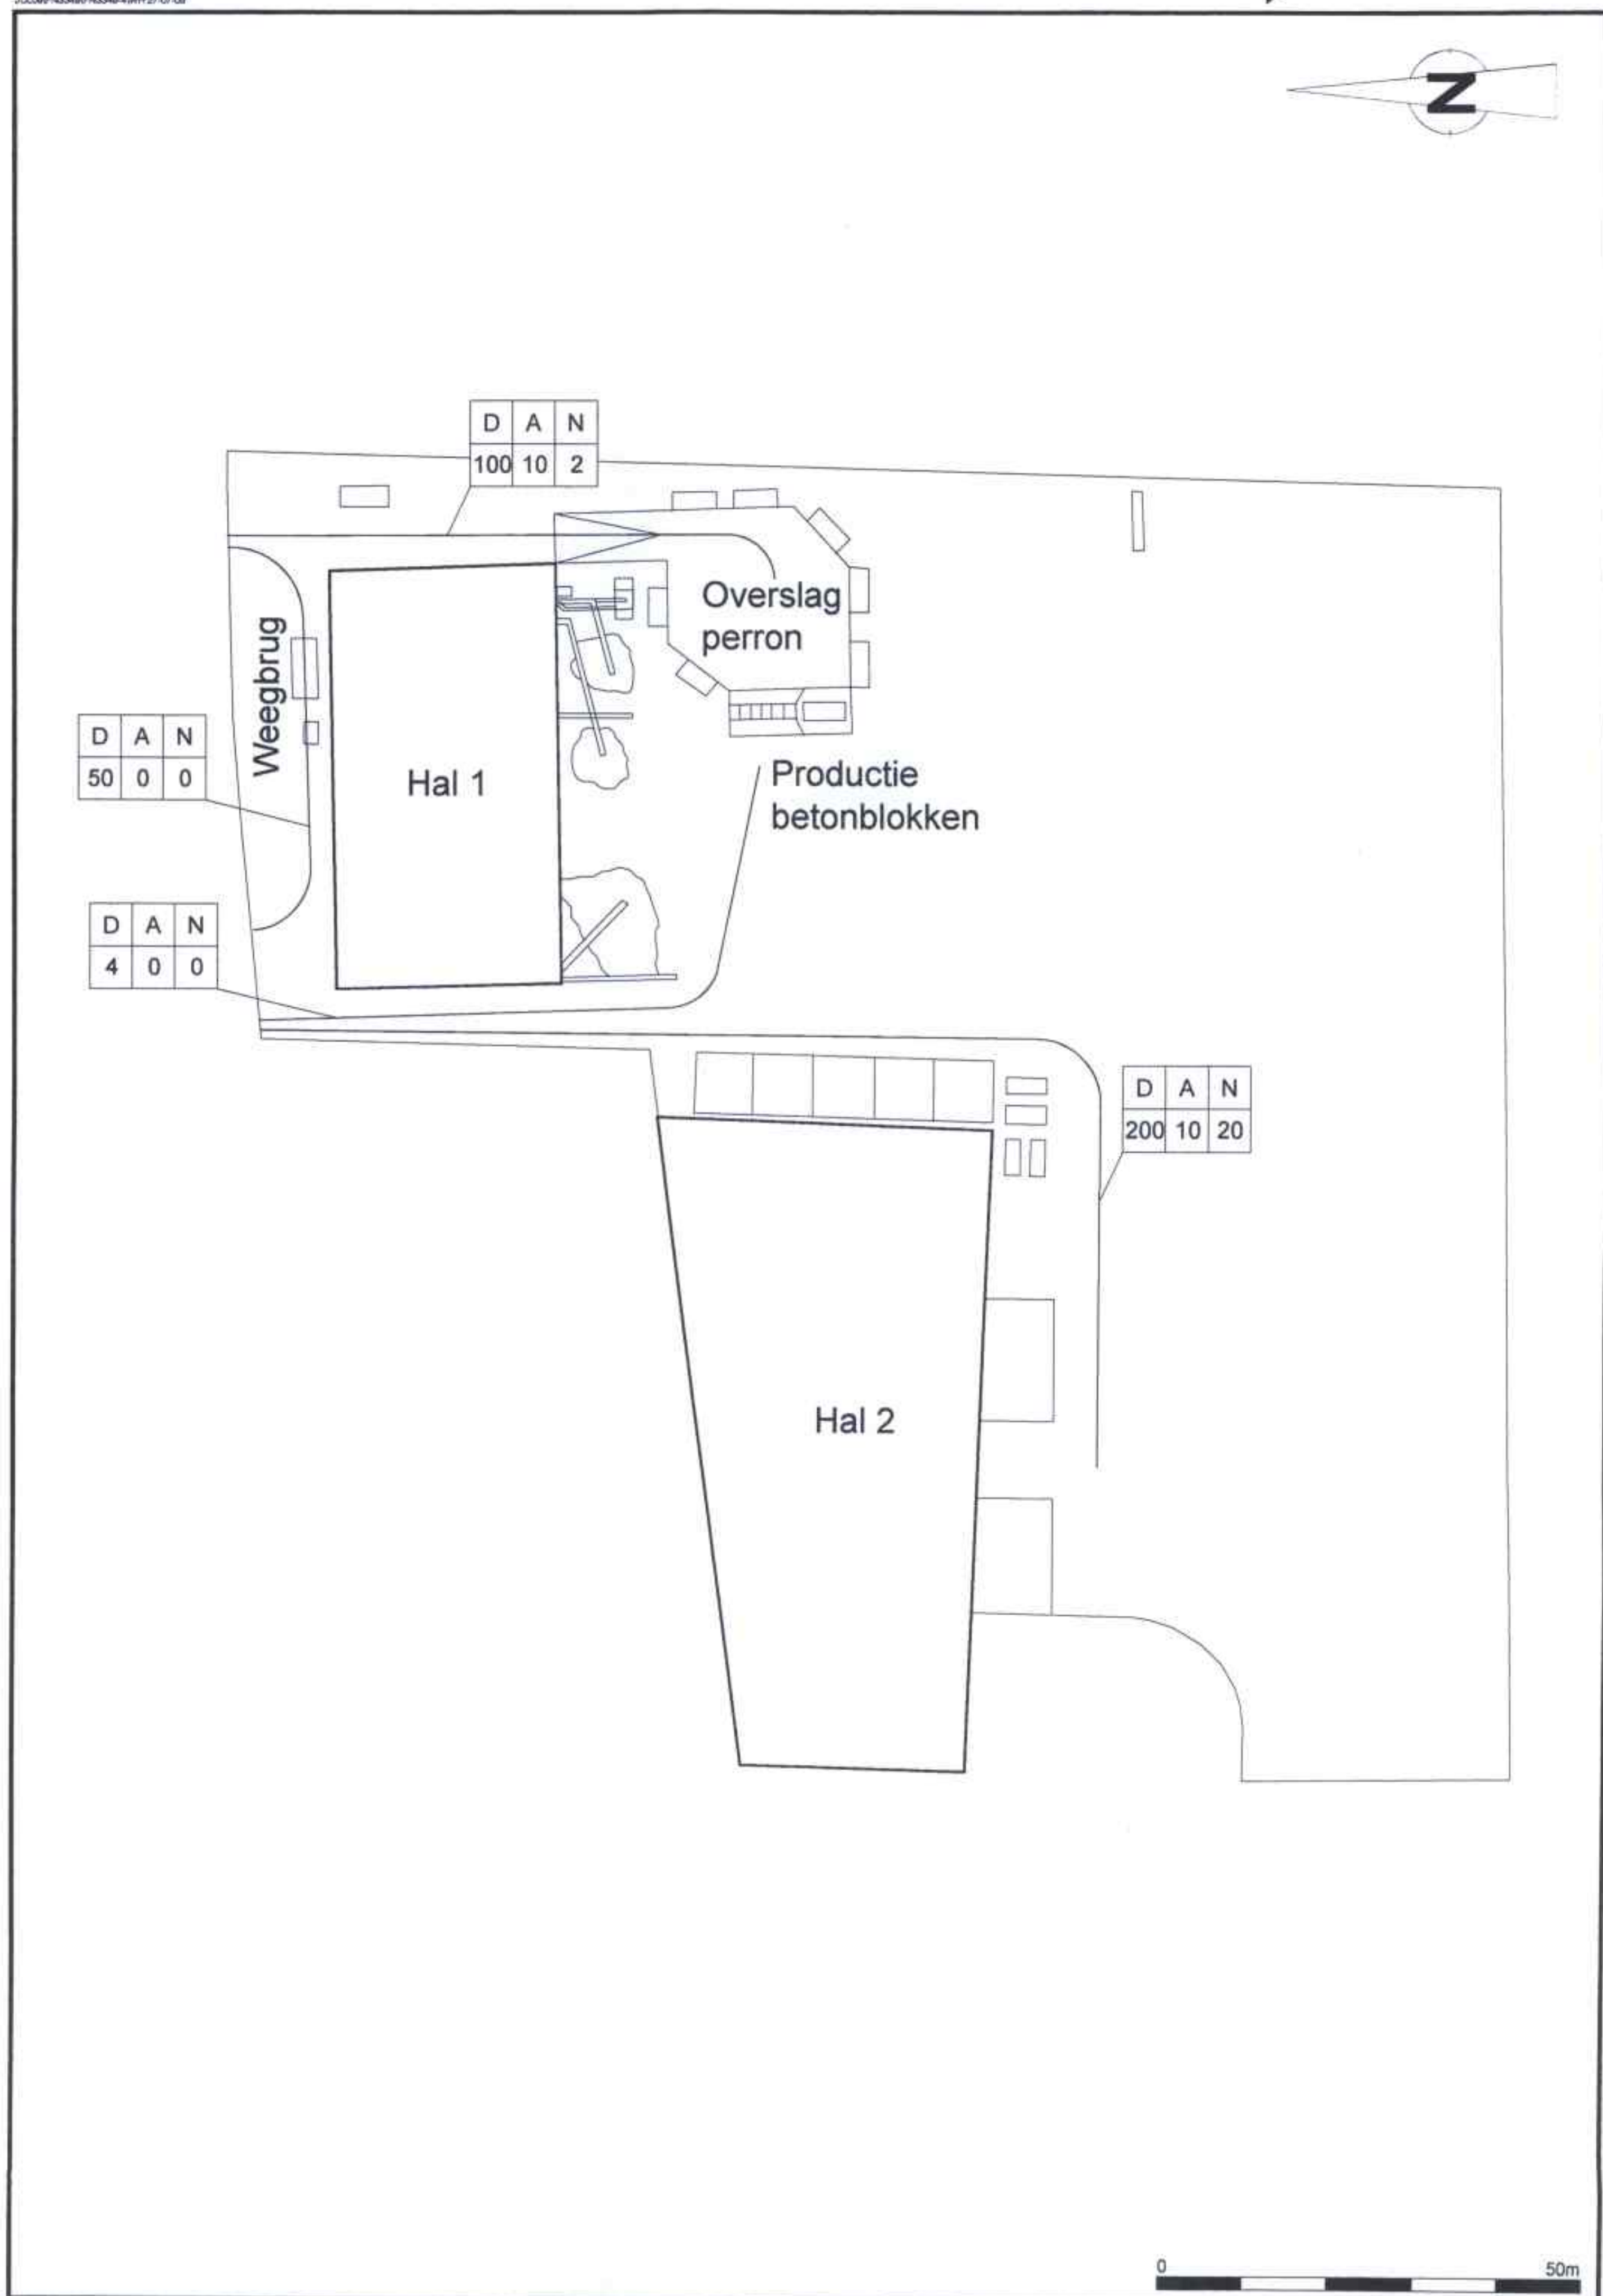 N
D A N
100 10 2
Overslag
perron
Weegbrug
D A N
50 0 0
Hal 1
Productie
betonblokken
D A N
4 0 0
D A N
200 10 20
Hal 2
0 50m